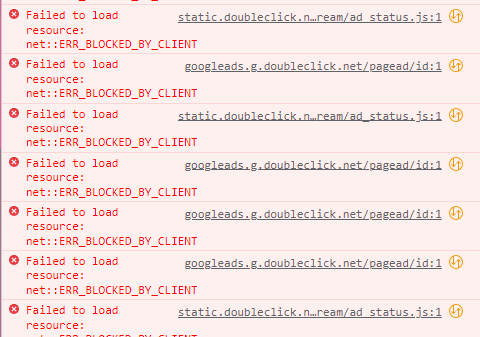 Failed to load static.doubleclick.n…ream/ad_status.js:1
resource:
net::ERR_BLOCKED_BY_CLIENT
Failed to load googleads.g.doubleclick.net/pagead/id:1
resource:
net::ERR_BLOCKED_BY_CLIENT
Failed to load static.doubleclick.n…ream/ad_status.js:1
resource:
net::ERR_BLOCKED_BY_CLIENT
Failed to load googleads.g.doubleclick.net/pagead/id:1
resource:
net::ERR_BLOCKED_BY_CLIENT
Failed to load googleads.g.doubleclick.net/pagead/id:1
resource:
net::ERR_BLOCKED_BY_CLIENT
Failed to load googleads.g.doubleclick.net/pagead/id:1
resource:
net::ERR_BLOCKED_BY_CLIENT
Failed to load static.doubleclick.n…ream/ad_status.js:1
resource: